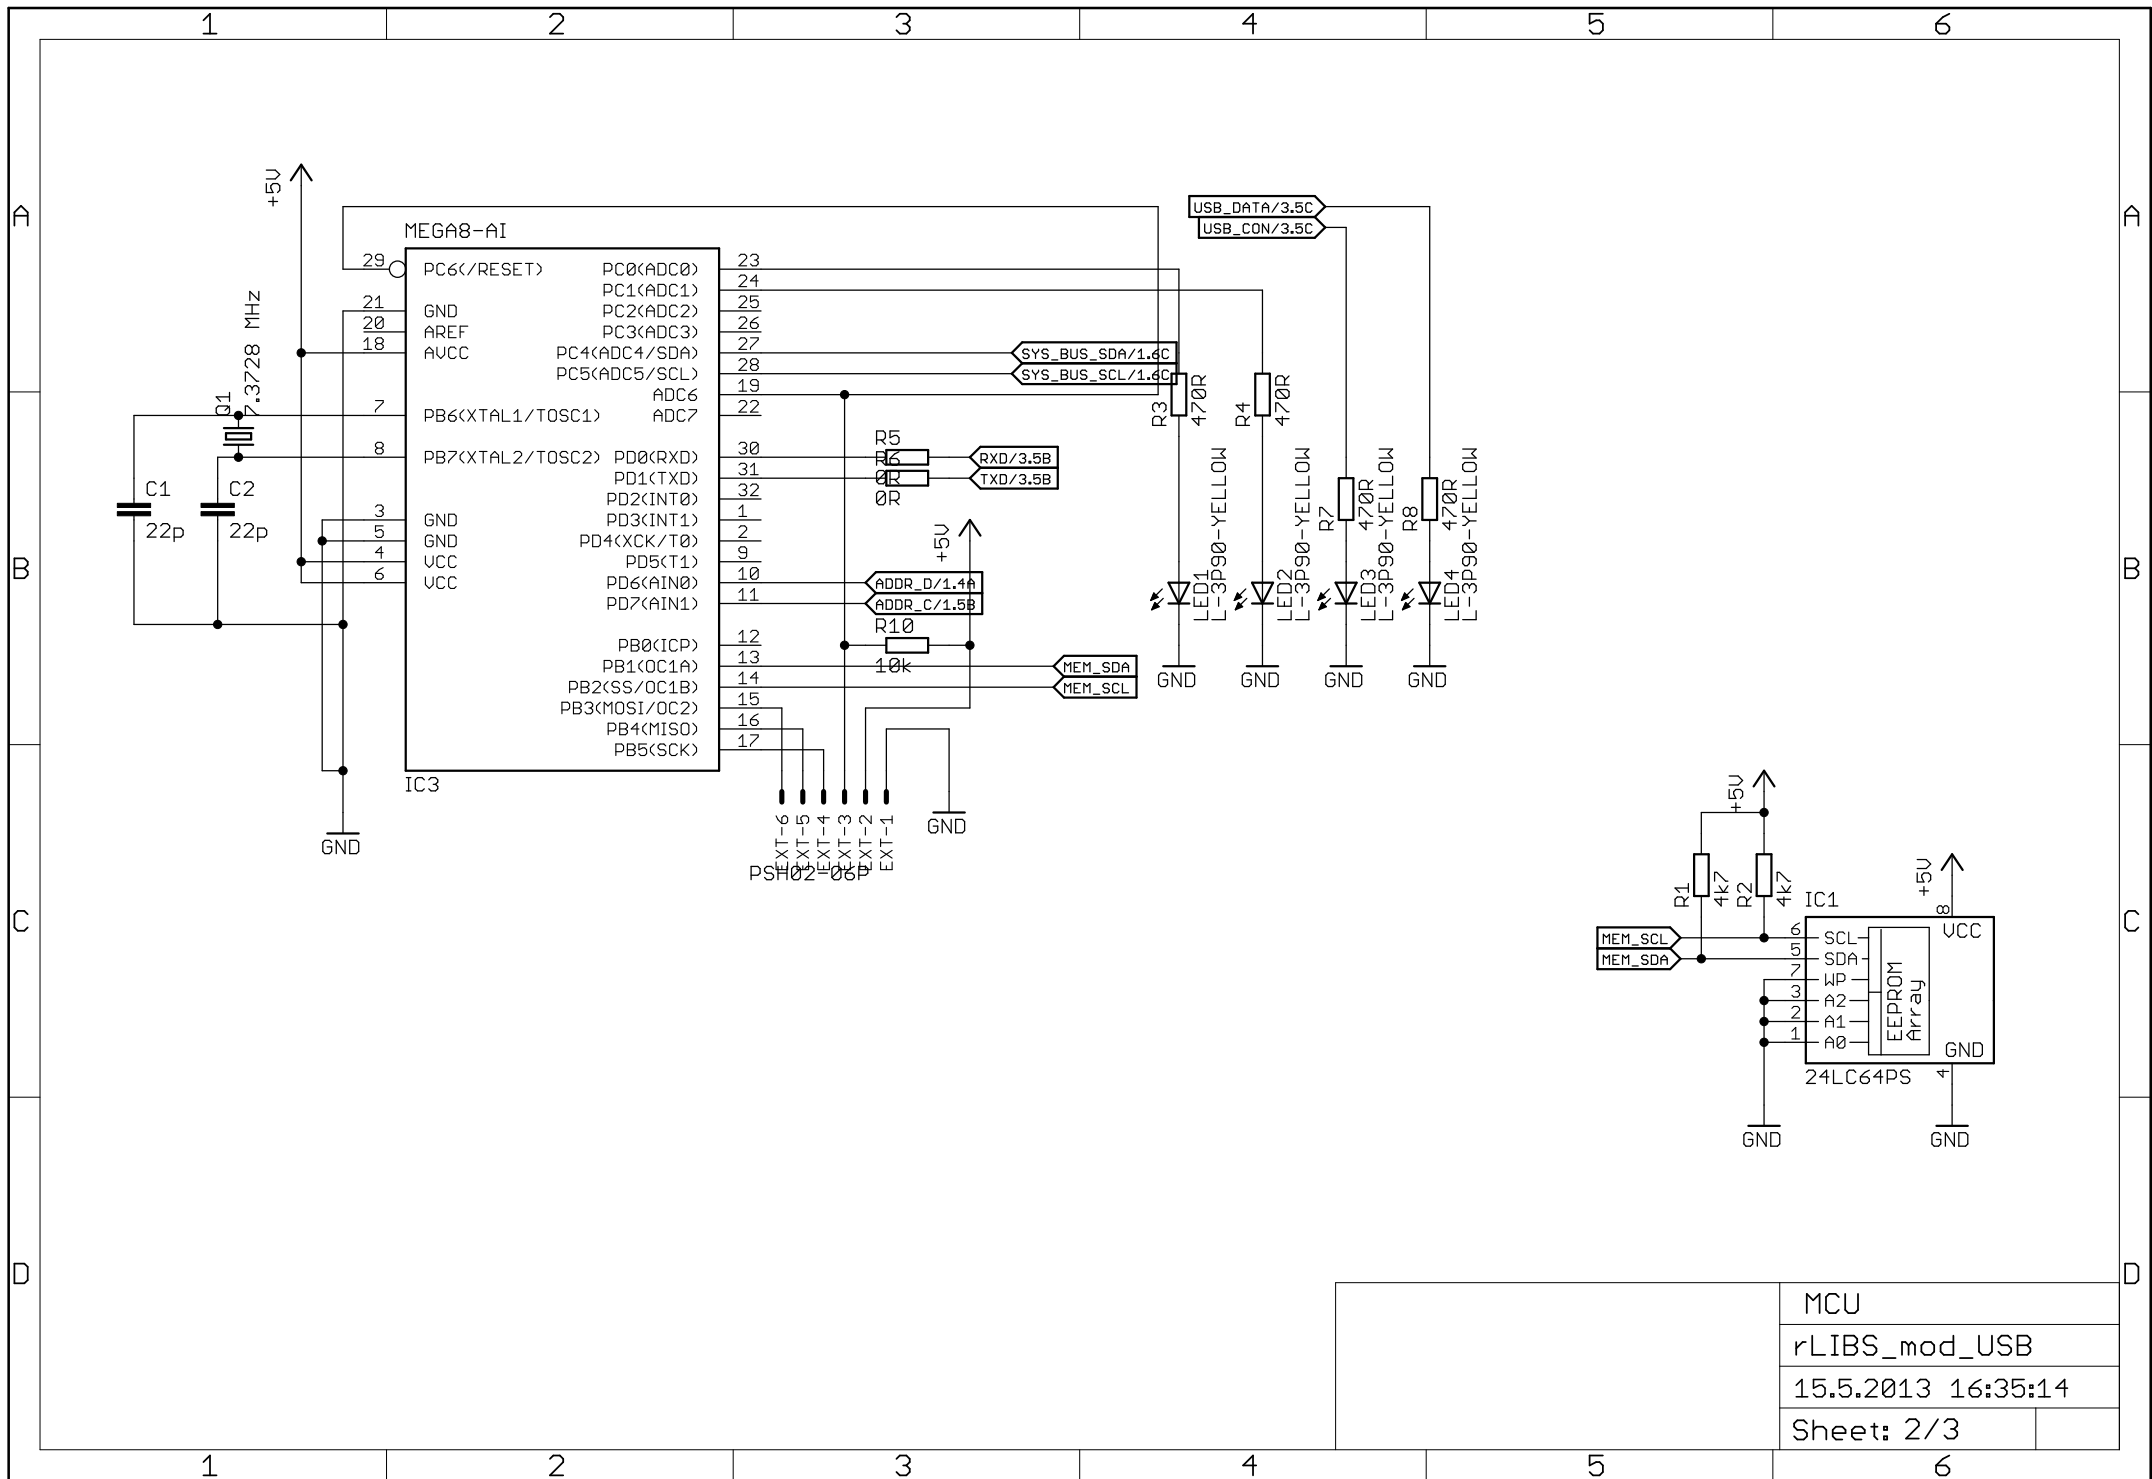 1 2 3 4 5 6
A A
+5V
USB_DATA/3.5C
USB_CON/3.5C
MEGA8-AI
29 PC6(/RESET) PC0(ADC0) 23
PC1(ADC1) 24
21 GND PC2(ADC2) 25
20 AREF PC3(ADC3) 26
18 AVCC PC4(ADC4/SDA) 27 SYS_BUS_SDA/1.6C
PC5(ADC5/SCL) 28 SYS_BUS_SCL/1.6C
ADC6 19
7 PB6(XTAL1/TOSC1) ADC7 22
8 PB7(XTAL2/TOSC2) PD0(RXD) 30 RXD/3.5B
PD1(TXD) 31 TXD/3.5B
PD2(INT0) 32
3 GND PD3(INT1) 1
5 GND PD4(XCK/T0) 2
4 VCC PD5(T1) 9
6 VCC PD6(AIN0) 10 ADDR_D/1.4A
PD7(AIN1) 11 ADDR_C/1.5B
PB0(ICP) 12
PB1(OC1A) 13 MEM_SDA
PB2(SS/OC1B) 14 MEM_SCL
PB3(MOSI/OC2) 15
PB4(MISO) 16
PB5(SCK) 17
IC3
Q1
7.3728 MHz
C1
22p
C2
22p
GND
R5
R6
0R
0R
+5V
R10
10k
R3
470R
R4
470R
R7
470R
R8
470R
LED1
L-3P90-YELLOW
LED2
L-3P90-YELLOW
LED3
L-3P90-YELLOW
LED4
L-3P90-YELLOW
GND GND GND GND
B B
EXT-6
EXT-5
EXT-4
EXT-3
EXT-2
EXT-1
PSH02-06P
GND
C C
+5V
R1
4k7
R2
4k7
+5V
IC1
MEM_SCL
MEM_SDA
8 VCC
6 SCL
5 SDA
7 WP
3 A2
2 A1
1 A0
EEPROM
Array
GND
4
24LC64PS
GND GND
D D
MCU
rLIBS_mod_USB
15.5.2013 16:35:14
Sheet: 2/3
1 2 3 4 5 6